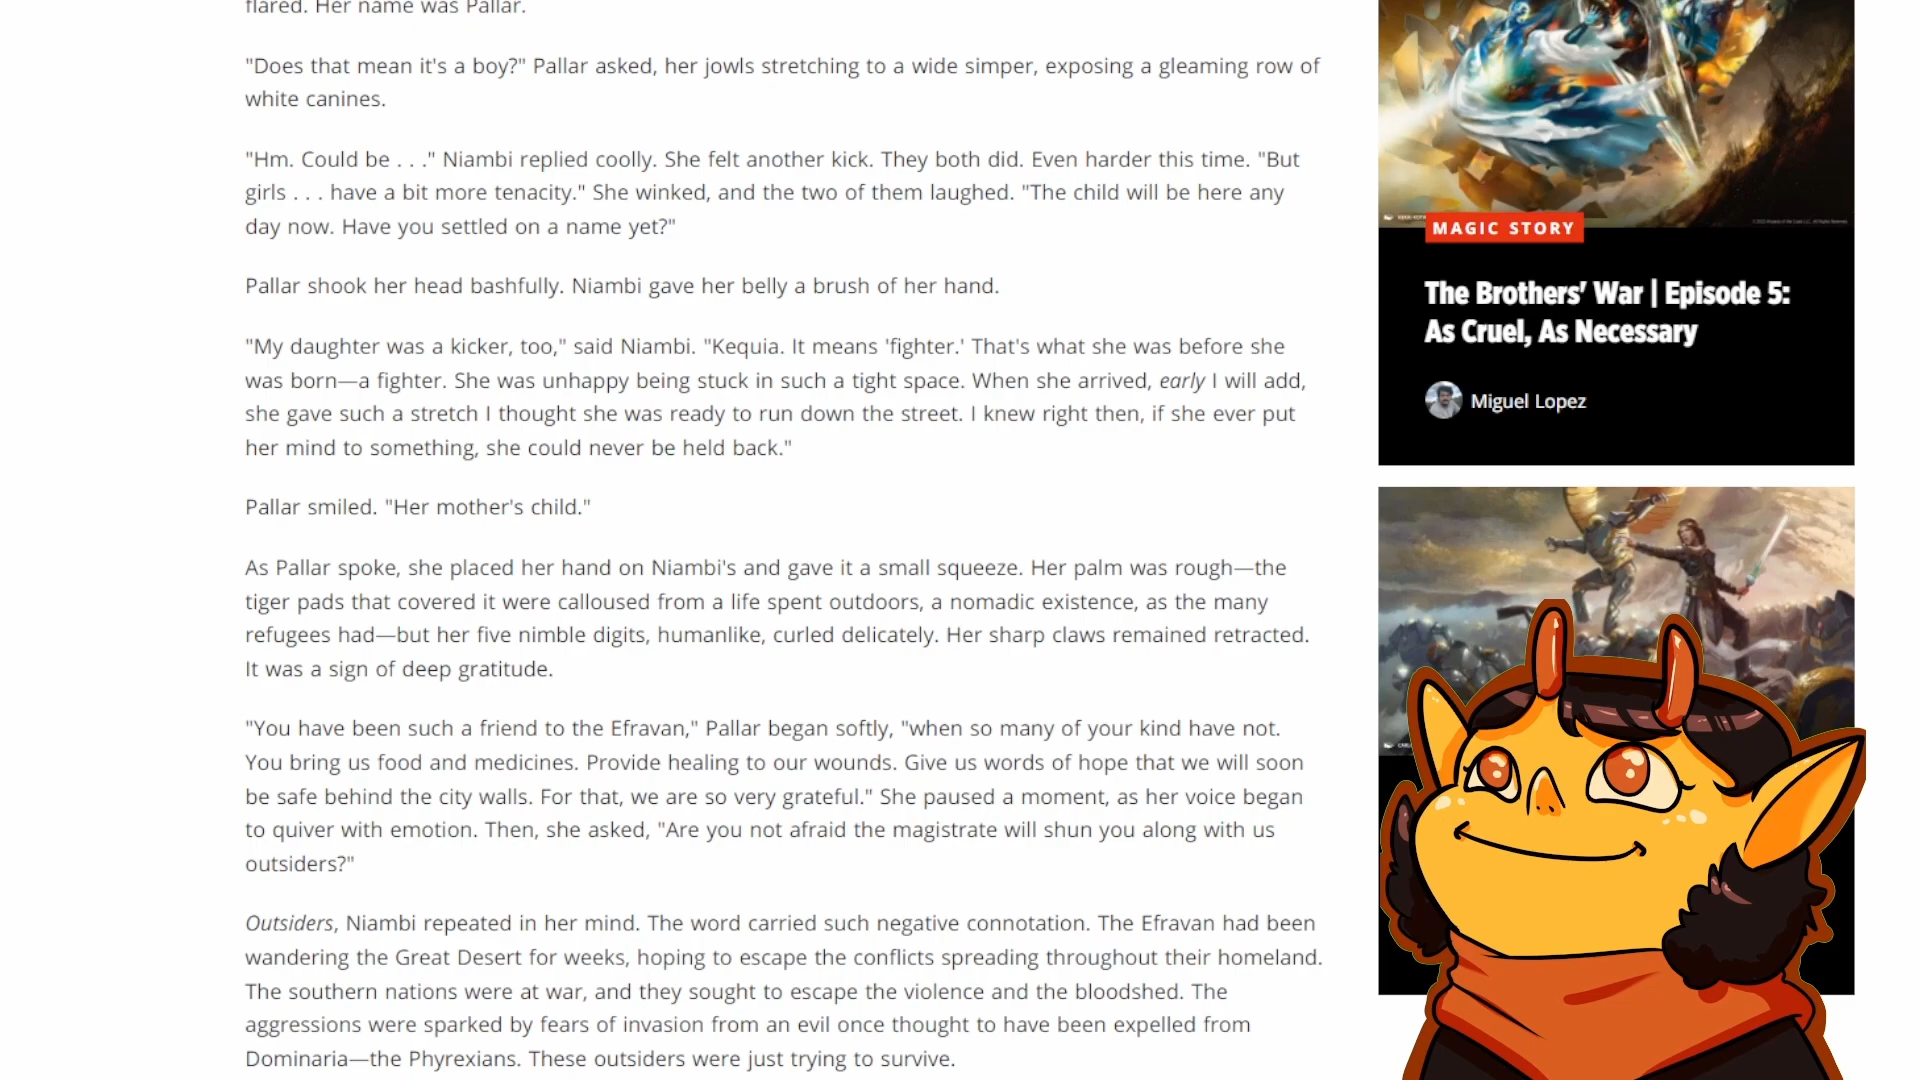 flared. Her name was Pallar.
"Does that mean it's a boy?" Pallar asked, her jowls stretching to a wide simper, exposing a gleaming row of
white canines.
"Hm. Could be . . ." Niambi replied coolly. She felt another kick. They both did. Even harder this time. "But
girls . . . have a bit more tenacity." She winked, and the two of them laughed. "The child will be here any
day now. Have you settled on a name yet?"
Pallar shook her head bashfully. Niambi gave her belly a brush of her hand.
"My daughter was a kicker, too," said Niambi. "Kequia. It means 'fighter.' That's what she was before she
was born—a fighter. She was unhappy being stuck in such a tight space. When she arrived, early I will add,
she gave such a stretch I thought she was ready to run down the street. I knew right then, if she ever put
her mind to something, she could never be held back."
Pallar smiled. "Her mother's child."
As Pallar spoke, she placed her hand on Niambi's and gave it a small squeeze. Her palm was rough—the
tiger pads that covered it were calloused from a life spent outdoors, a nomadic existence, as the many
refugees had—but her five nimble digits, humanlike, curled delicately. Her sharp claws remained retracted.
It was a sign of deep gratitude.
"You have been such a friend to the Efravan," Pallar began softly, "when so many of your kind have not.
You bring us food and medicines. Provide healing to our wounds. Give us words of hope that we will soon
be safe behind the city walls. For that, we are so very grateful." She paused a moment, as her voice began
to quiver with emotion. Then, she asked, "Are you not afraid the magistrate will shun you along with us
outsiders?"
Outsiders, Niambi repeated in her mind. The word carried such negative connotation. The Efravan had been
wandering the Great Desert for weeks, hoping to escape the conflicts spreading throughout their homeland.
The southern nations were at war, and they sought to escape the violence and the bloodshed. The
aggressions were sparked by fears of invasion from an evil once thought to have been expelled from
Dominaria—the Phyrexians. These outsiders were just trying to survive.
MAGIC STORY
The Brothers' War | Episode 5:
As Cruel, As Necessary
Miguel Lopez